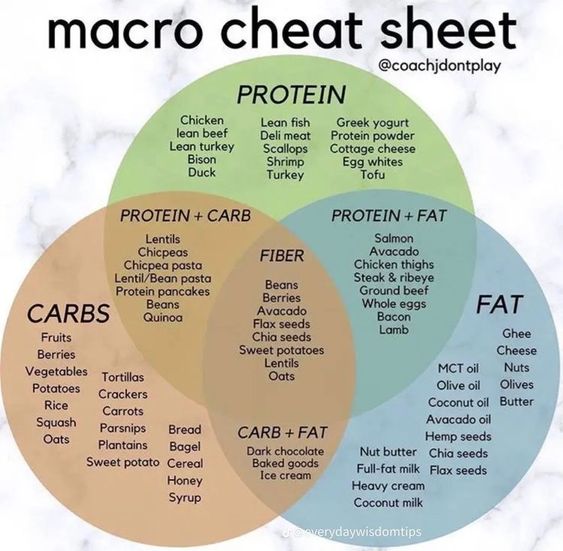 macro cheat sheet
@coachjdontplay
PROTEIN
Chicken
lean beef
Lean turkey
Bison
Duck
Lean fish
Deli meat
Scallops
Shrimp
Turkey
Greek yogurt
Protein powder
Cottage cheese
Egg whites
Tofu
PROTEIN + CARB
Lentils
Chicpeas
Chicpea pasta
Lentil/Bean pasta
Protein pancakes
Beans
Quinoa
FIBER
Beans
Berries
Avacado
Flax seeds
Chia seeds
Sweet potatoes
Lentils
Oats
PROTEIN + FAT
Salmon
Avacado
Chicken thighs
Steak & ribeye
Ground beef
Whole eggs
Bacon
Lamb
CARBS
Fruits
Berries
Vegetables
Potatoes
Rice
Squash
Oats
Tortillas
Crackers
Carrots
Parsnips
Plantains
Sweet potato
Bread
Bagel
Cereal
Honey
Syrup
CARB + FAT
Dark chocolate
Baked goods
Ice cream
FAT
Ghee
Cheese
Nuts
Olives
Butter
MCT oil
Olive oil
Coconut oil
Avacado oil
Hemp seeds
Chia seeds
Flax seeds
Nut butter
Full-fat milk
Heavy cream
Coconut milk
@everydaywisdomtips